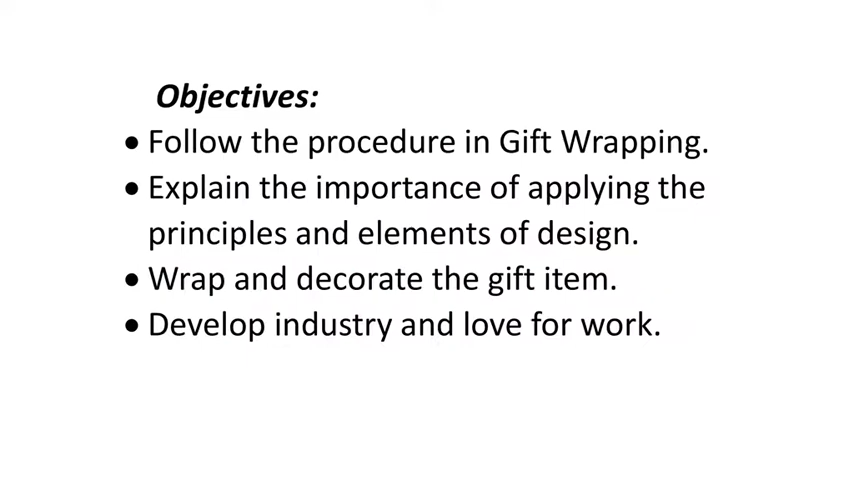 Objectives:
• Follow the procedure in Gift Wrapping.
• Explain the importance of applying the
principles and elements of design.
• Wrap and decorate the gift item.
• Develop industry and love for work.